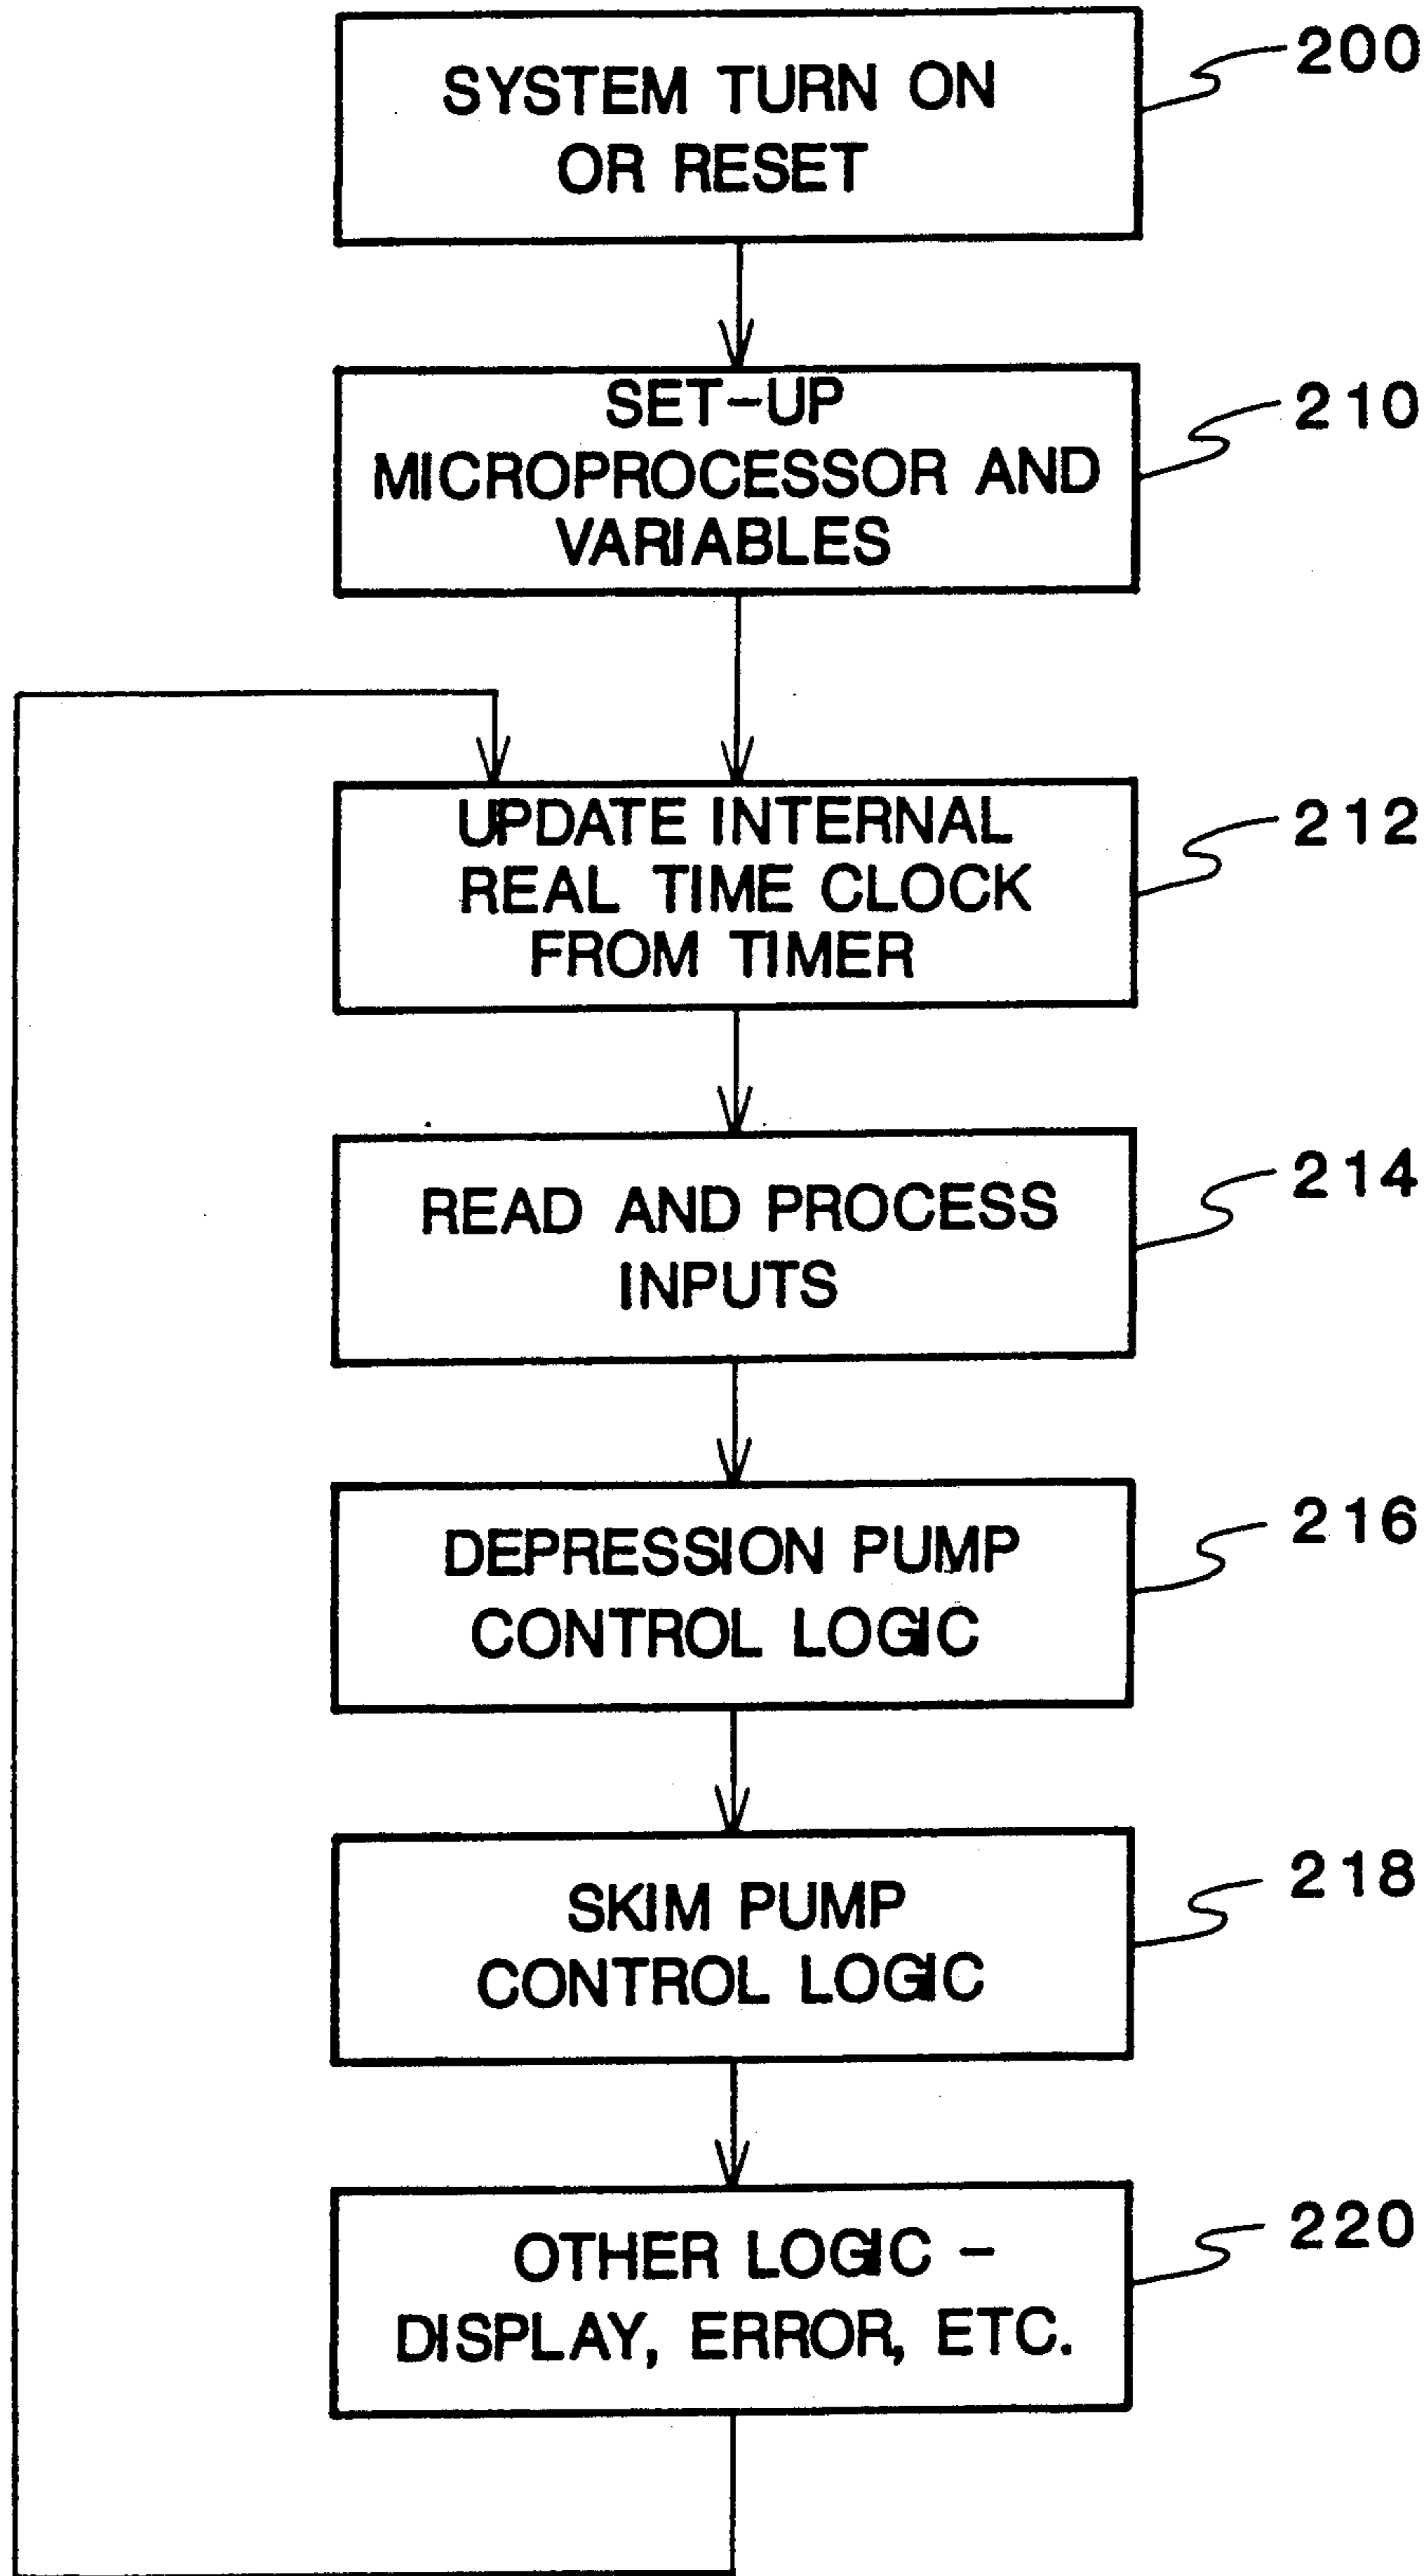 SYSTEM TURN ON
OR RESET
200
SET-UP
MICROPROCESSOR AND
VARIABLES
210
UPDATE INTERNAL
REAL TIME CLOCK
FROM TIMER
212
READ AND PROCESS
INPUTS
214
DEPRESSION PUMP
CONTROL LOGIC
216
SKIM PUMP
CONTROL LOGIC
218
OTHER LOGIC -
DISPLAY, ERROR, ETC.
220